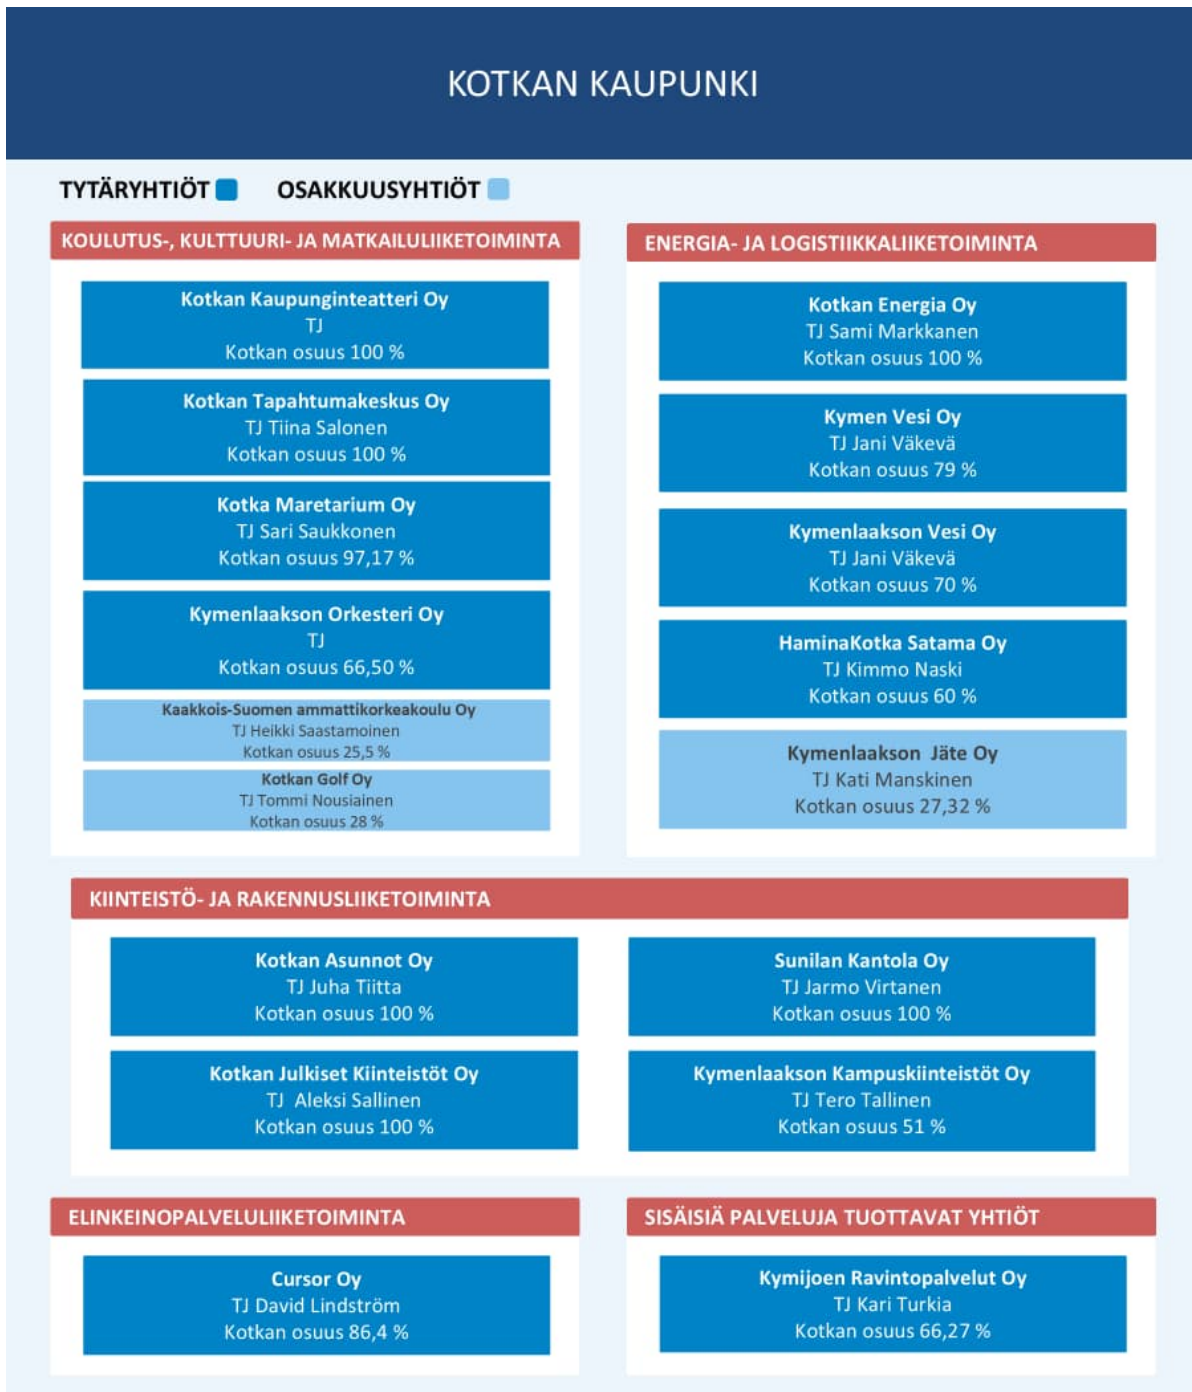 KOTKAN KAUPUNKI
TYTÄRYHTIÖT OSAKKUUSYHTIÖT
KOULUTUS-, KULTTUURI- JA MATKAILULIIKETOIMINTA
Kotkan Kaupunginteatteri Oy
TJ
Kotkan osuus 100 %
Kotkan Tapahtumakeskus Oy
TJ Tiina Salonen
Kotkan osuus 100 %
Kotka Maretarium Oy
TJ Sari Saukkonen
Kotkan osuus 97,17 %
Kymenlaakson Orkesteri Oy
TJ
Kotkan osuus 66,50 %
Kaakkois-Suomen ammattikorkeakoulu Oy
TJ Heikki Saastamoinen
Kotkan osuus 25,5 %
Kotkan Golf Oy
TJ Tommi Nousiainen
Kotkan osuus 28 %
ENERGIA- JA LOGISTIIKKALIIKETOIMINTA
Kotkan Energia Oy
TJ Sami Markkanen
Kotkan osuus 100 %
Kymen Vesi Oy
TJ Jani Väkevä
Kotkan osuus 79 %
Kymenlaakson Vesi Oy
TJ Jani Väkevä
Kotkan osuus 70 %
HaminaKotka Satama Oy
TJ Kimmo Naski
Kotkan osuus 60 %
Kymenlaakson Jäte Oy
TJ Kati Manskinen
Kotkan osuus 27,32 %
KIINTEISTÖ- JA RAKENNUSLIIKETOIMINTA
Kotkan Asunnot Oy
TJ Juha Tiitta
Kotkan osuus 100 %
Sunilan Kantola Oy
TJ Jarmo Virtanen
Kotkan osuus 100 %
Kotkan Julkiset Kiinteistöt Oy
TJ Aleksi Sallinen
Kotkan osuus 100 %
Kymenlaakson Kampuskiinteistöt Oy
TJ Tero Tallinen
Kotkan osuus 51 %
ELINKEINOPALVELULIIKETOIMINTA
Cursor Oy
TJ David Lindström
Kotkan osuus 86,4 %
SISÄISIÄ PALVELUJA TUOTTAVAT YHTIÖT
Kymijoen Ravintopalvelut Oy
TJ Kari Turkia
Kotkan osuus 66,27 %